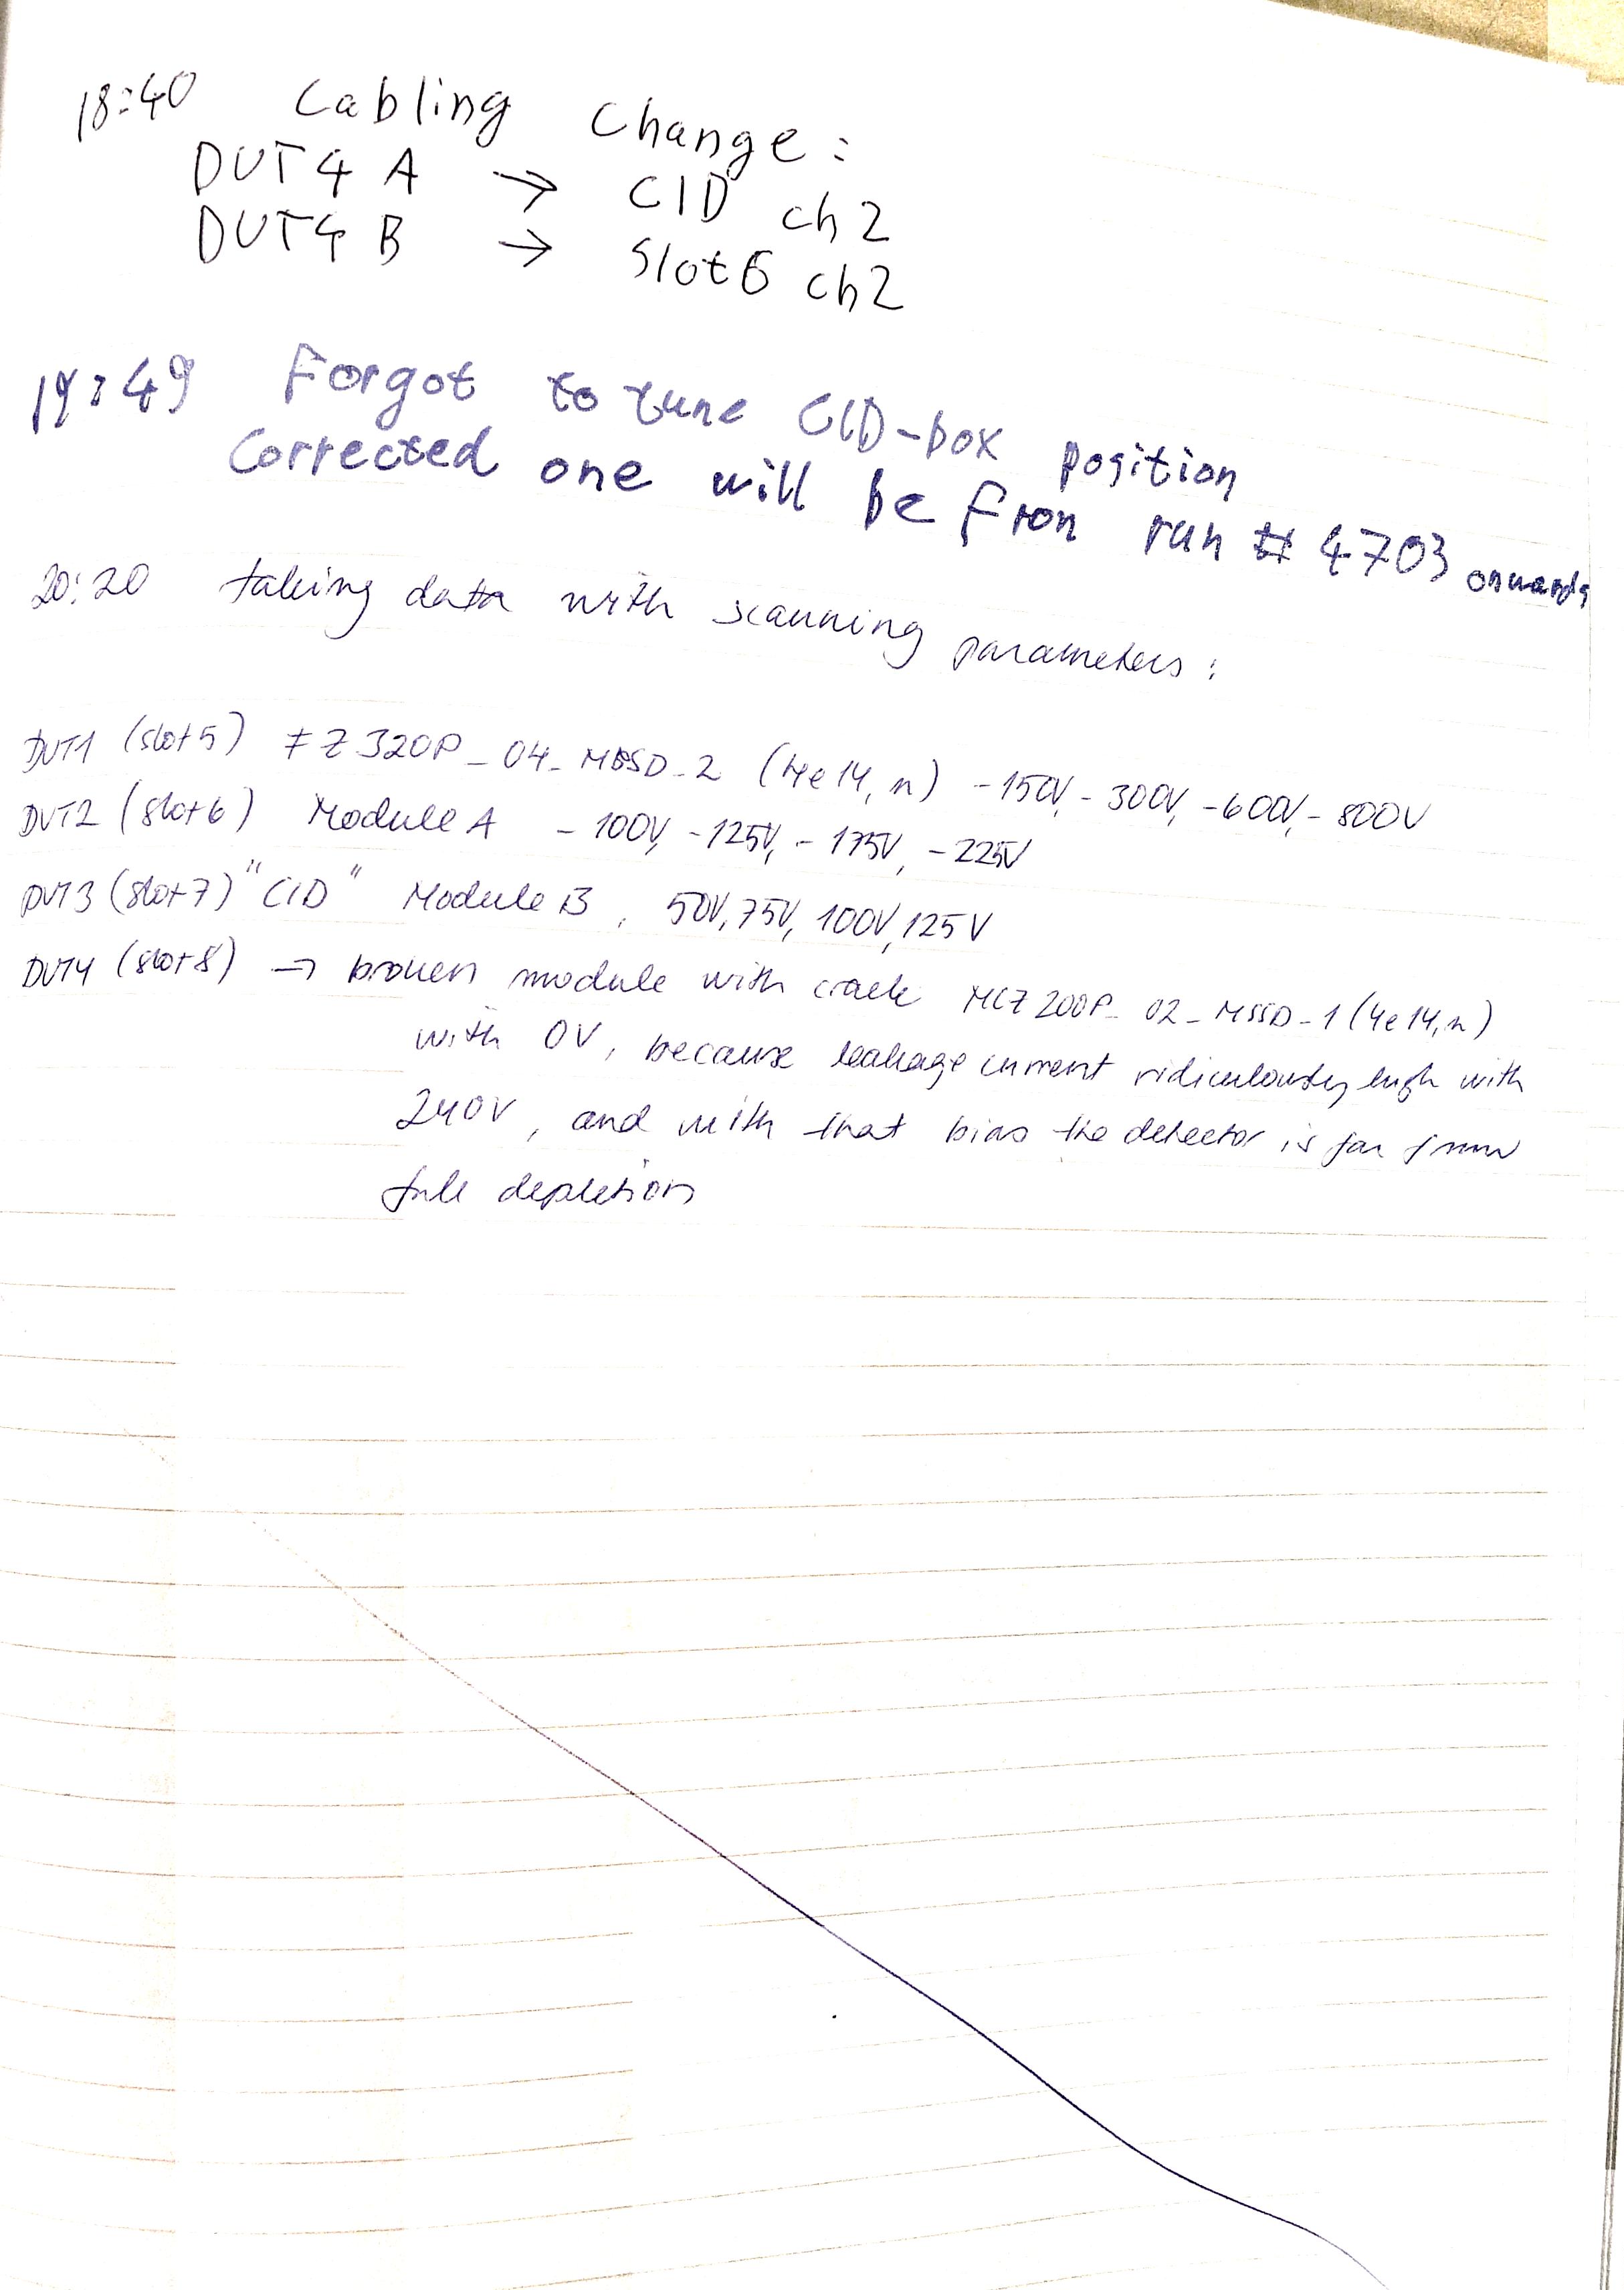 18:40 Cabling Change:
DUT4 A → CID ch2
DUT4 B → Slot6 ch2
19:49 Forgot to tune CID-box position
Corrected one will be from run # 4703 onwards
20:20 taking data with scanning parameters:
DUT1 (slot5) FZ320P_04_MSSD_2 (4e14, n) -150V, -300V, -600V, -800V
DUT2 (slot6) Module A -100V, -125V, -175V, -225V
DUT3 (slot7) "CID" Module B, 50V, 75V, 100V, 125V
DUT4 (slot8) → broken module with crack MCZ200P_02_MSSD_1 (4e14, n)
with 0V, because leakage current ridiculously high with
240V, and with that bias the detector is far from
full depletion